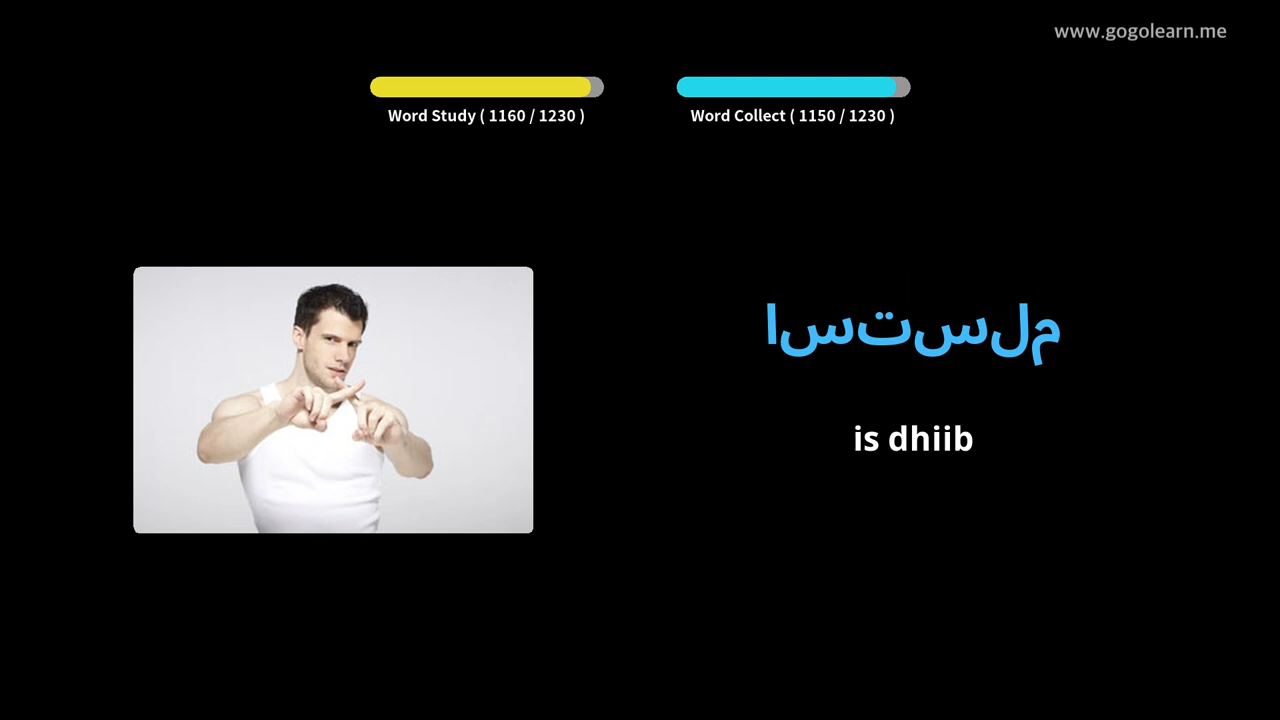 www.gogolearn.me
Word Study ( 1160 / 1230 )
Word Collect ( 1150 / 1230 )
استسلم
is dhiib